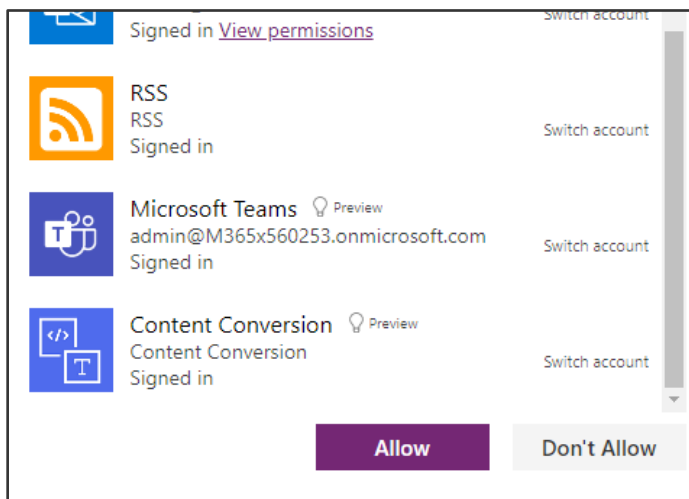 Switch account
Signed in View permissions
RSS
RSS
Signed in
Switch account
Microsoft Teams Preview
admin@M365x560253.onmicrosoft.com
Signed in
Switch account
T
Content Conversion Preview
Content Conversion
Signed in
Switch account
</>
T
Allow
Don't Allow